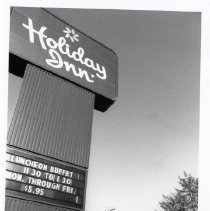 Holiday
Inn
LUNCHEON BUFFET
11 30 TO 1 30
MON. THROUGH FRI.
$5.95